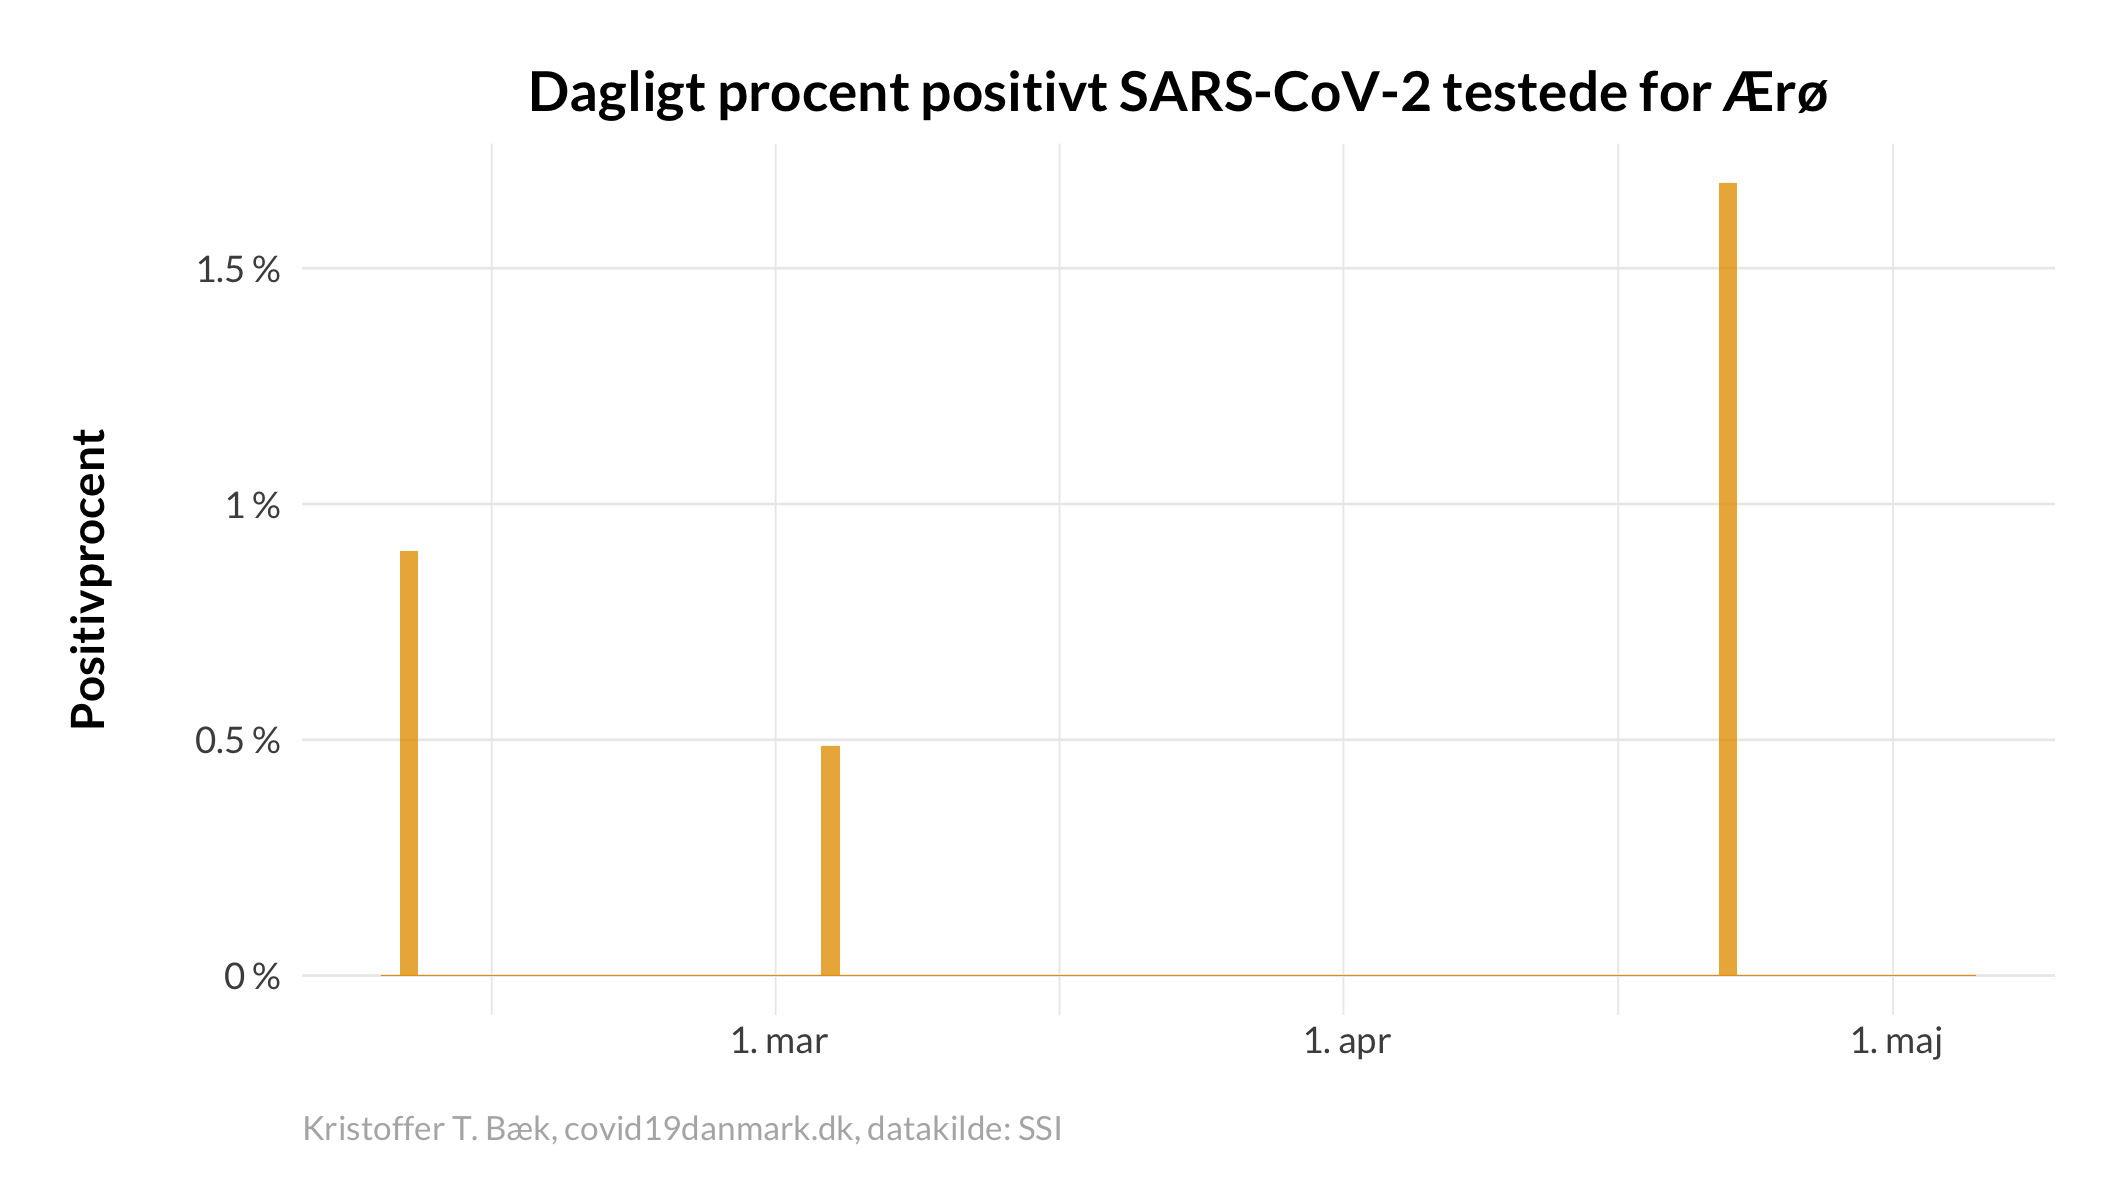 Dagligt procent positivt SARS-CoV-2 testede for Ærø
Positivprocent
1.5 %
1 %
0.5 %
0 %
1. mar
1. apr
1. maj
Kristoffer T. Bæk, covid19danmark.dk, datakilde: SSI